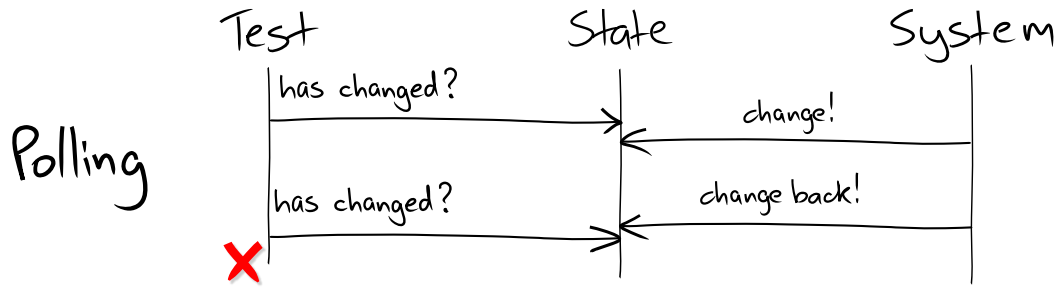 Test
State
System
has changed?
change!
Polling
has changed?
change back!